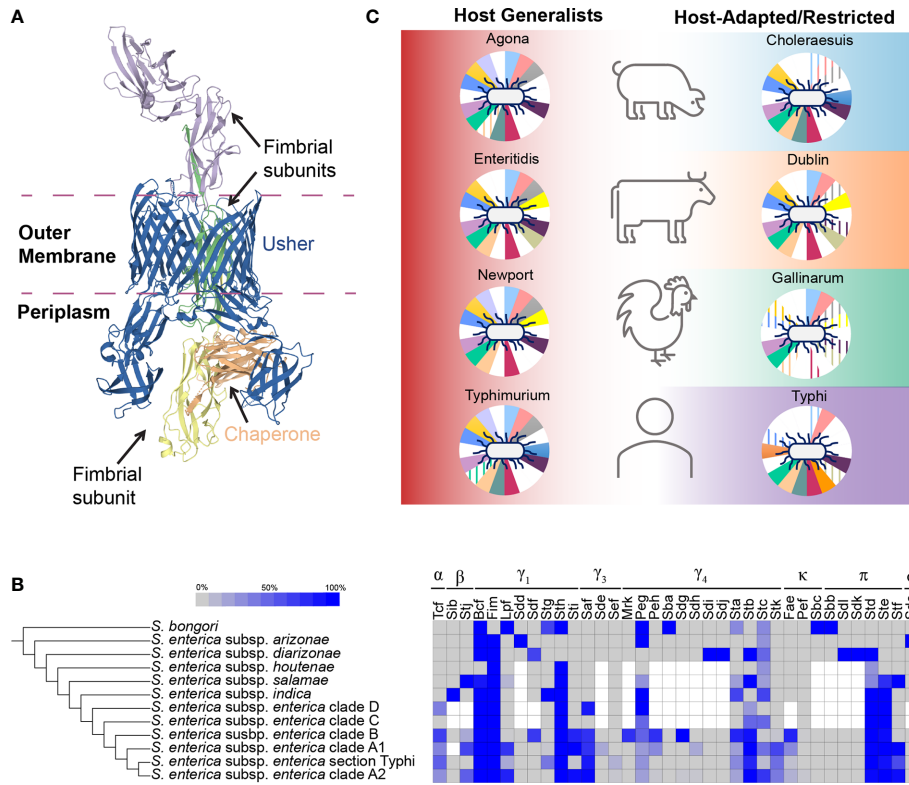 A
Fimbrial
subunits
Outer
Membrane
Usher
Periplasm
Chaperone
Fimbrial
subunit
C
Host Generalists
Host-Adapted/Restricted
Agona
Choleraesuis
Enteritidis
Dublin
Newport
Gallinarum
Typhimurium
Typhi
B
0%
50%
100%
α β γ1 γ3 γ4 κ π
Tcf Sib Stj Bcf Fim Lpf Sdd Sdf Stg Sth Sti Saf Sde Sef Mrk Peg Peh Sba Sdg Sdh Sdi Sdj Sta Stb Stc Stk Fae Pef Sbc Sbb Sdl Sdk Std Ste Stf
S. bongori
S. enterica subsp. arizonae
S. enterica subsp. diarizonae
S. enterica subsp. houtenae
S. enterica subsp. salamae
S. enterica subsp. indica
S. enterica subsp. enterica clade D
S. enterica subsp. enterica clade C
S. enterica susbp. enterica clade B
S. enterica subsp. enterica clade A1
S. enterica subsp. enterica section Typhi
S. enterica subsp. enterica clade A2